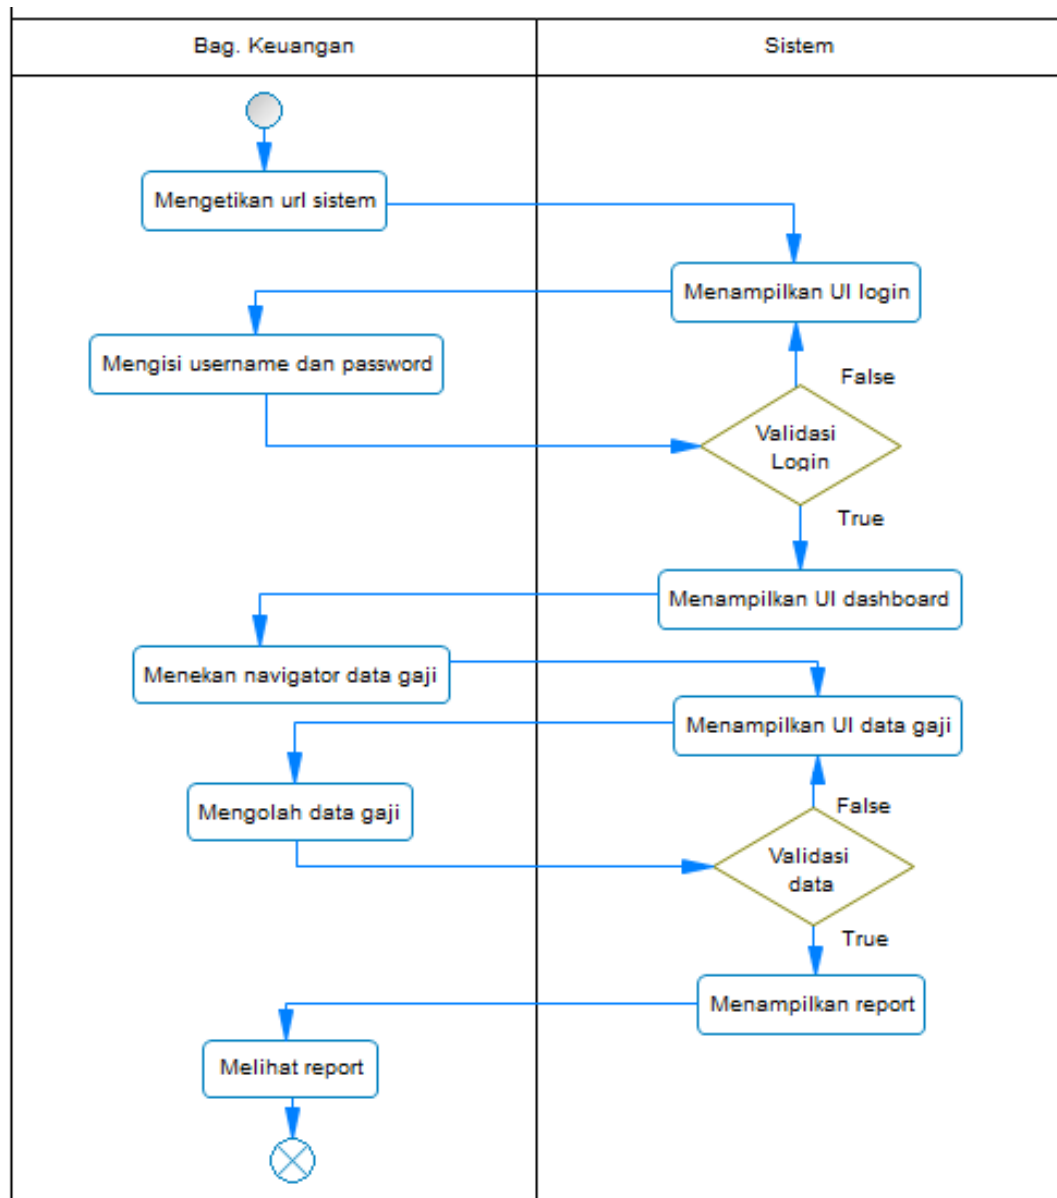 Bag. Keuangan
Sistem
Mengetikan url sistem
Menampilkan UI login
Mengisi username dan password
False
Validasi
Login
True
Menampilkan UI dashboard
Menekan navigator data gaji
Menampilkan UI data gaji
Mengolah data gaji
False
Validasi
data
True
Menampilkan report
Melihat report